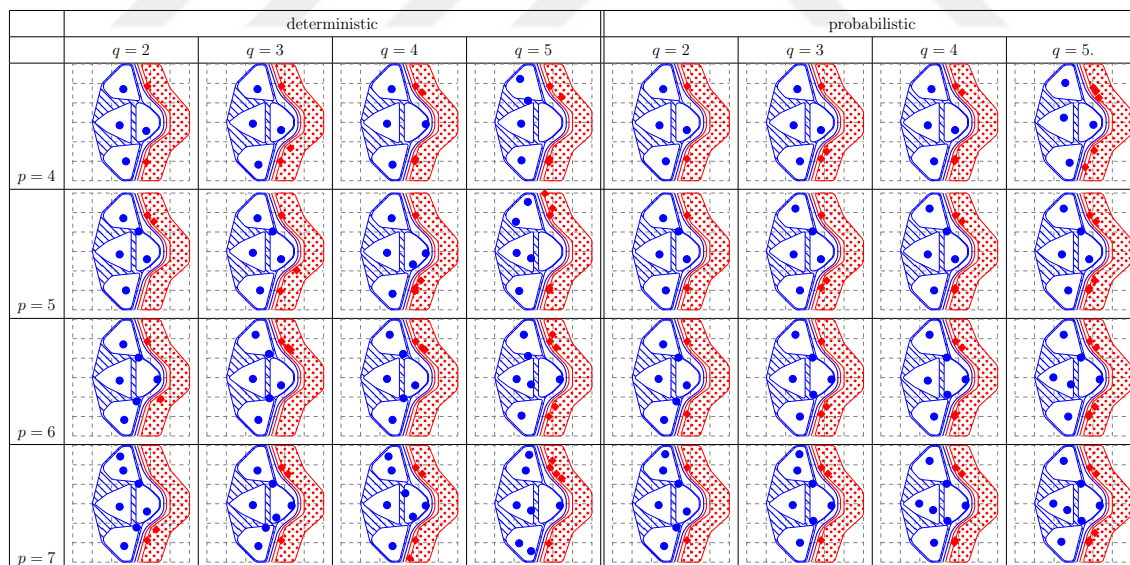 deterministic probabilistic
q = 2 q = 3 q = 4 q = 5 q = 2 q = 3 q = 4 q = 5.
p = 4
p = 5
p = 6
p = 7